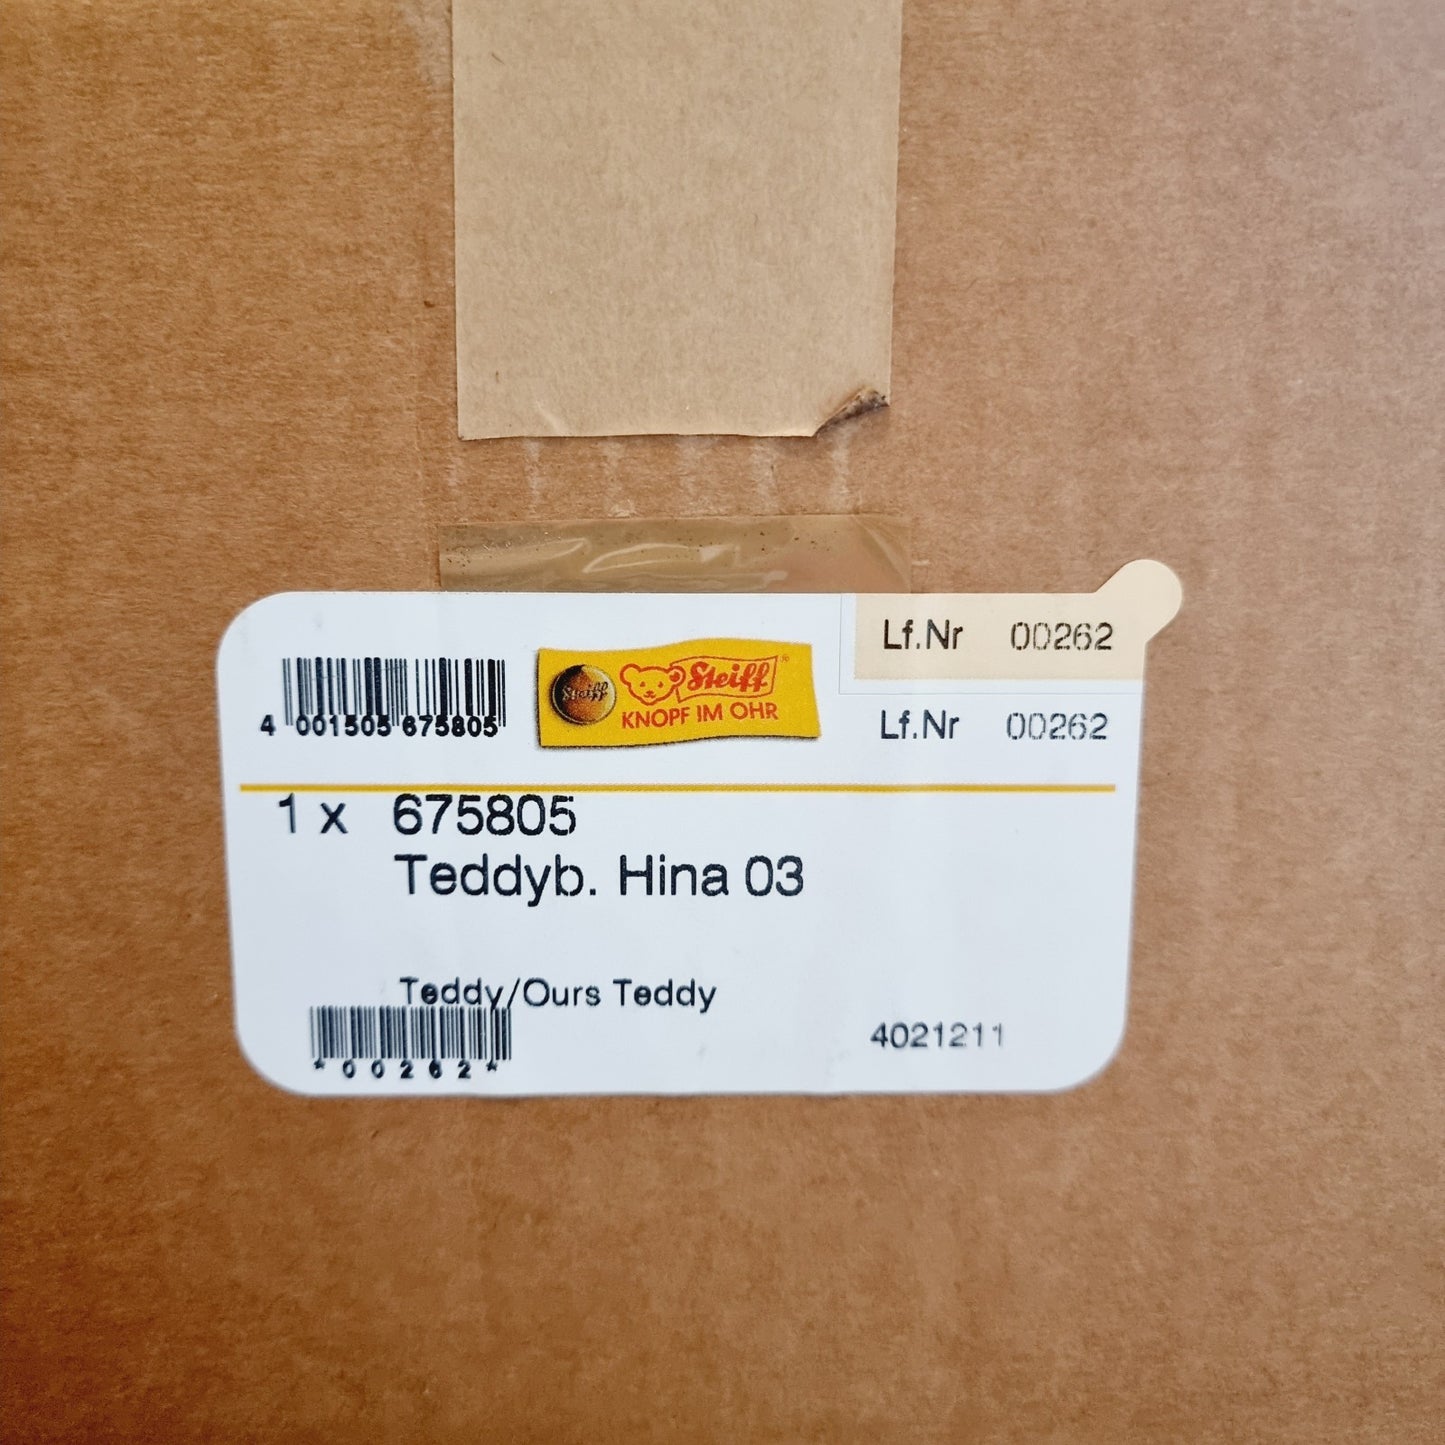 Lf.Nr 00262
Steiff
Steiff®
KNOPF IM OHR
Lf.Nr 00262
4 001505 675805
1 x 675805
Teddyb. Hina 03
Teddy/Ours Teddy
4021211
*00262*